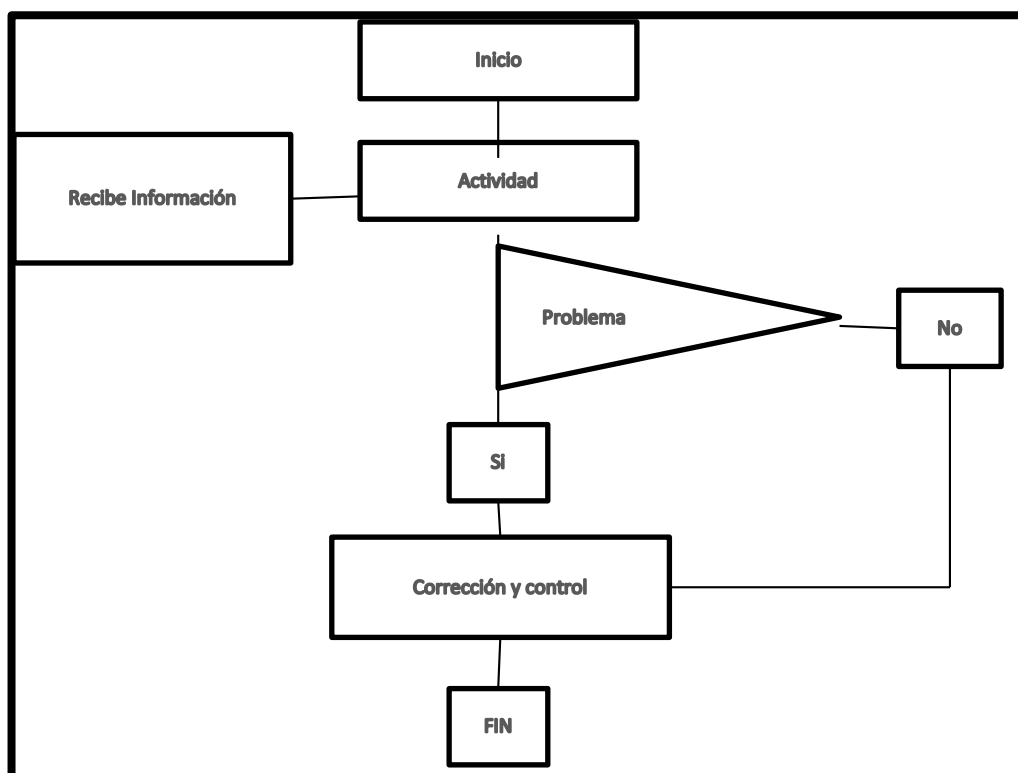 Inicio
Actividad
Recibe Información
Problema
No
Si
Corrección y control
FIN